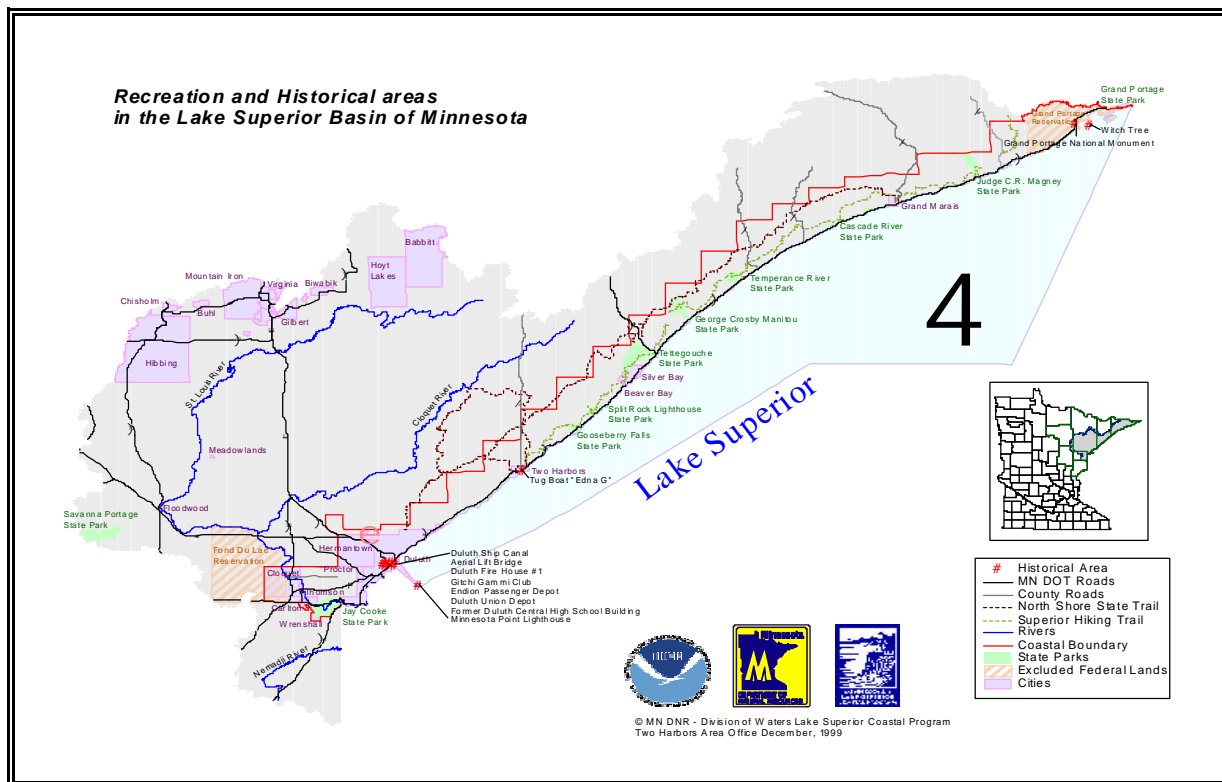 Recreation and Historical areas
in the Lake Superior Basin of Minnesota
Grand Portage
State Park
Grand Portage
Reservation
Witch Tree
Grand Portage National Monument
Judge C.R. Magney
State Park
Grand Marais
Cascade River
State Park
Babbitt
Hoyt
Lakes
Mountain Iron
Virginia
Biwabik
Chisholm
Buhl
Gilbert
Temperance River
State Park
4
George Crosby Manitou
State Park
Hibbing
St. Louis River
Cloquet River
Tettegouche
State Park
Silver Bay
Beaver Bay
Split Rock Lighthouse
State Park
Gooseberry Falls
State Park
Lake Superior
Meadowlands
Two Harbors
Tug Boat "Edna G"
Savanna Portage
State Park
Floodwood
e
Fond Du Lac
Reservation
Hermantown
Duluth
Proctor
Cloquet
Thomson
Carlton
Wrenshall
Jay Cooke
State Park
Nemadji River
Duluth Ship Canal
Aerial Lift Bridge
Duluth Fire House #1
Gitchi Gammi Club
Endion Passenger Depot
Duluth Union Depot
Former Duluth Central High School Building
Minnesota Point Lighthouse
# Historical Area
MN DOT Roads
County Roads
North Shore State Trail
Superior Hiking Trail
Rivers
Coastal Boundary
State Parks
Excluded Federal Lands
Cities
© MN DNR - Division of Waters Lake Superior Coastal Program
Two Harbors Area Office December, 1999